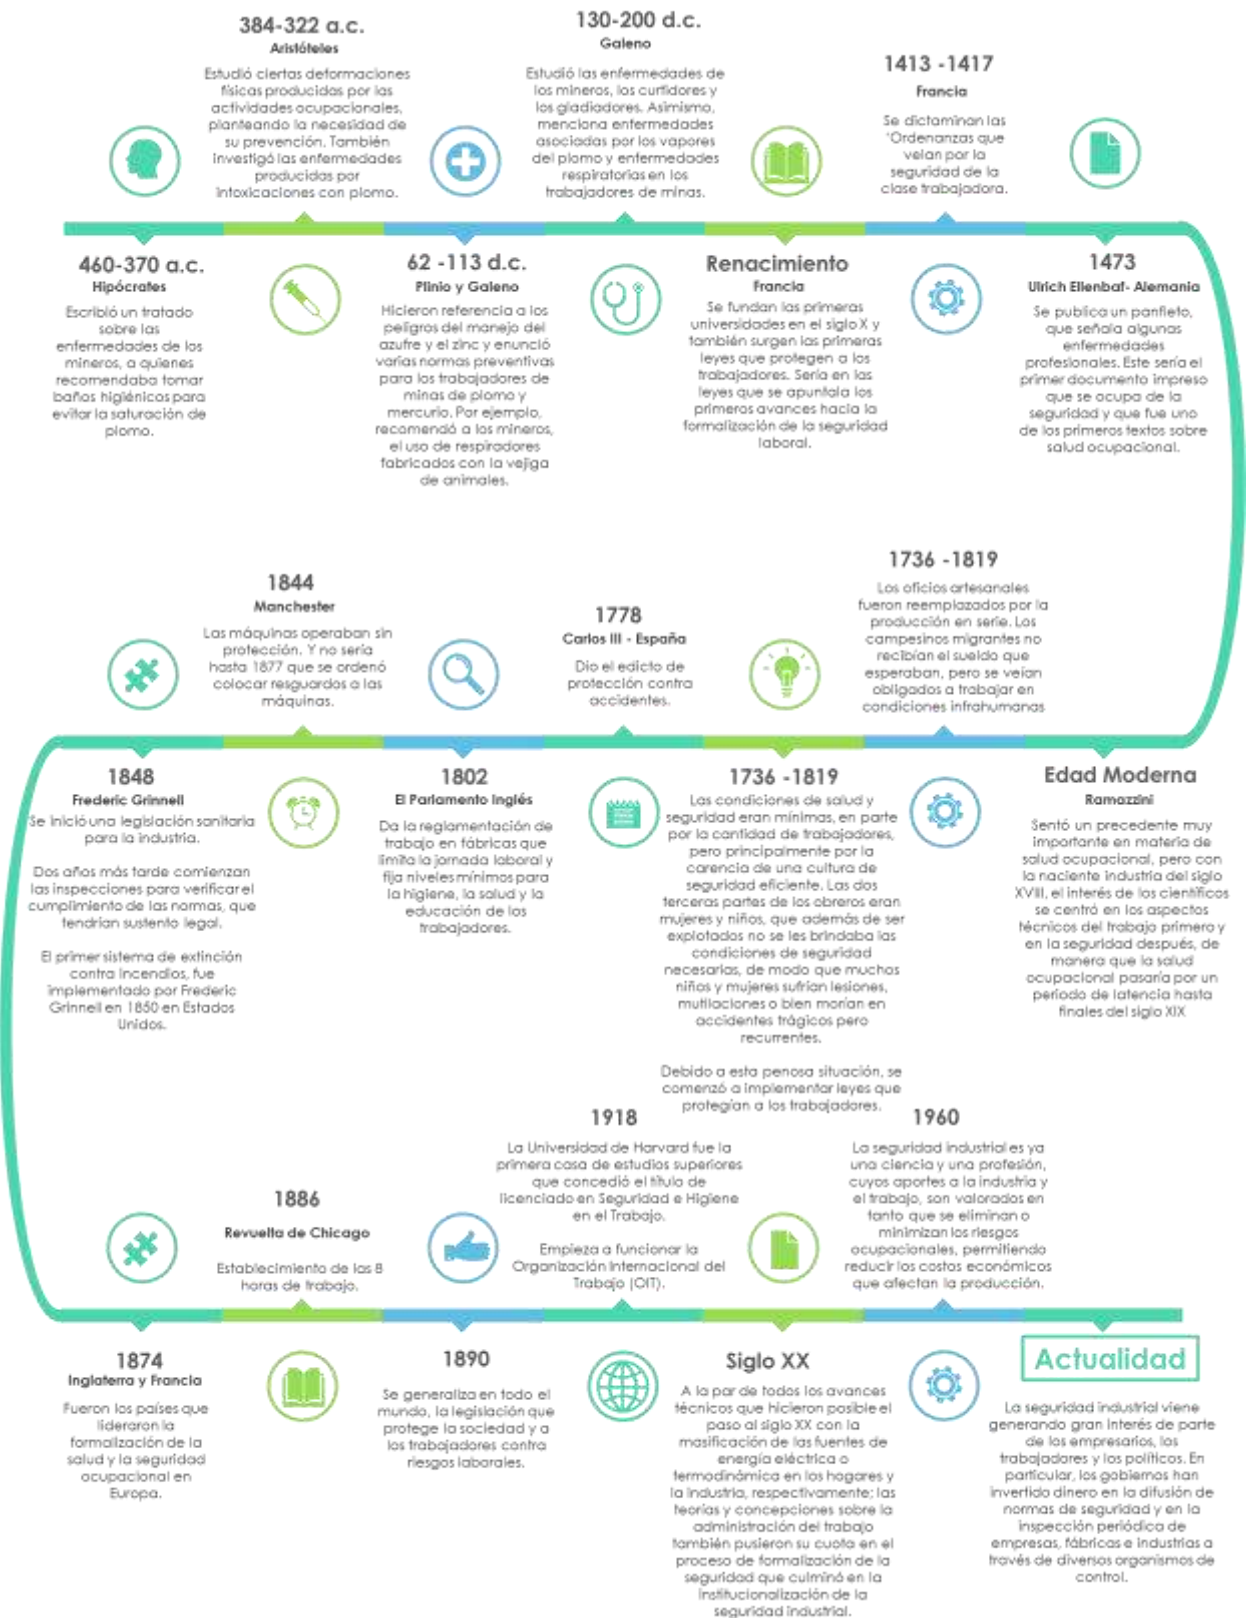 384-322 a.c.
Aristóteles
Estudió ciertas deformaciones
físicas producidas por las
actividades ocupacionales,
planteando la necesidad de
su prevención. También
investigó las enfermedades
producidas por
intoxicaciones con plomo.
130-200 d.c.
Galeno
Estudió las enfermedades de
los mineros, los curtidores y
los gladiadores. Asimismo,
menciona enfermedades
asociadas por los vapores
del plomo y enfermedades
respiratorias en los
trabajadores de minas.
1413 -1417
Francia
Se dictaminan las
'Ordenanzas que
velan por la
seguridad de la
clase trabajadora.
460-370 a.c.
Hipócrates
Escribió un tratado
sobre las
enfermedades de los
mineros, a quienes
recomendaba tomar
baños higiénicos para
evitar la saturación de
plomo.
62 -113 d.c.
Plinio y Galeno
Hicieron referencia a los
peligros del manejo del
azufre y el zinc y enunció
varias normas preventivas
para los trabajadores de
minas de plomo y
mercurio. Por ejemplo,
recomendó a los mineros,
el uso de respiradores
fabricados con la vejiga
de animales.
Renacimiento
Francia
Se fundan las primeras
universidades en el siglo X y
también surgen las primeras
leyes que protegen a los
trabajadores. Sería en las
leyes que se apuntala los
primeros avances hacia la
formalización de la seguridad
laboral.
1473
Ulrich Ellenbaf- Alemania
Se publica un panfleto,
que señala algunas
enfermedades
profesionales. Este sería el
primer documento impreso
que se ocupa de la
seguridad y que fue uno
de los primeros textos sobre
salud ocupacional.
1844
Manchester
Las máquinas operaban sin
protección. Y no sería
hasta 1877 que se ordenó
colocar resguardos a las
máquinas.
1778
Carlos III - España
Dio el edicto de
protección contra
accidentes.
1736 -1819
Los oficios artesanales
fueron reemplazados por la
producción en serie. Los
campesinos migrantes no
recibían el sueldo que
esperaban, pero se veían
obligados a trabajar en
condiciones infrahumanas
1848
Frederic Grinnell
Se inició una legislación sanitaria
para la industria.
Dos años más tarde comienzan
las inspecciones para verificar el
cumplimiento de las normas, que
tendrían sustento legal.
El primer sistema de extinción
contra incendios, fue
implementado por Frederic
Grinnell en 1850 en Estados
Unidos.
1802
El Parlamento Inglés
Da la reglamentación de
trabajo en fábricas que
limita la jornada laboral y
fija niveles mínimos para
la higiene, la salud y la
educación de los
trabajadores.
1736 -1819
Las condiciones de salud y
seguridad eran mínimas, en parte
por la cantidad de trabajadores,
pero principalmente por la
carencia de una cultura de
seguridad eficiente. Las dos
terceras partes de los obreros eran
mujeres y niños, que además de ser
explotados no se les brindaba las
condiciones de seguridad
necesarias, de modo que muchos
niños y mujeres sufrían lesiones,
mutilaciones o bien morían en
accidentes trágicos pero
recurrentes.
Debido a esta penosa situación, se
comenzó a implementar leyes que
protegían a los trabajadores.
Edad Moderna
Ramazzini
Sentó un precedente muy
importante en materia de
salud ocupacional, pero con
la naciente industria del siglo
XVIII, el interés de los científicos
se centró en los aspectos
técnicos del trabajo primero y
en la seguridad después, de
manera que la salud
ocupacional pasaría por un
periodo de latencia hasta
finales del siglo XIX
1886
Revuelta de Chicago
Establecimiento de las 8
horas de trabajo.
1918
La Universidad de Harvard fue la
primera casa de estudios superiores
que concedió el título de
licenciado en Seguridad e Higiene
en el Trabajo.
Empieza a funcionar la
Organización Internacional del
Trabajo (OIT).
1960
La seguridad industrial es ya
una ciencia y una profesión,
cuyos aportes a la industria y
el trabajo, son valorados en
tanto que se eliminan o
minimizan los riesgos
ocupacionales, permitiendo
reducir los costos económicos
que afectan la producción.
1874
Inglaterra y Francia
Fueron los países que
lideraron la
formalización de la
salud y la seguridad
ocupacional en
Europa.
1890
Se generaliza en todo el
mundo, la legislación que
protege la sociedad y a
los trabajadores contra
riesgos laborales.
Siglo XX
A la par de todos los avances
técnicos que hicieron posible el
paso al siglo XX con la
masificación de las fuentes de
energía eléctrica o
termodinámica en los hogares y
la industria, respectivamente; las
teorías y concepciones sobre la
administración del trabajo
también pusieron su cuota en el
proceso de formalización de la
seguridad que culminó en la
institucionalización de la
seguridad industrial.
Actualidad
La seguridad industrial viene
generando gran interés de parte
de los empresarios, los
trabajadores y los políticos. En
particular, los gobiernos han
invertido dinero en la difusión de
normas de seguridad y en la
inspección periódica de
empresas, fábricas e industrias a
través de diversos organismos de
control.